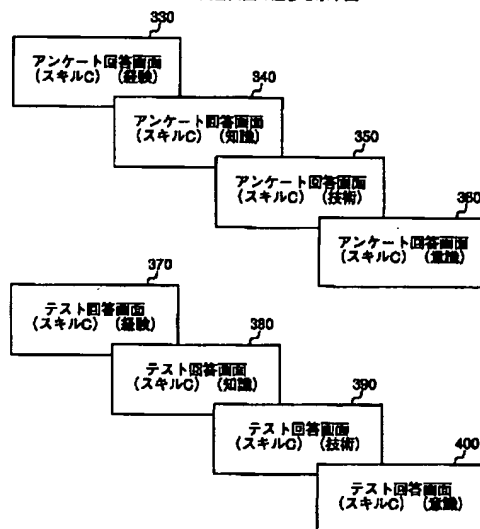 330
アンケート回答画面
(スキルC) (経験)
340
アンケート回答画面
(スキルC) (知識)
350
アンケート回答画面
(スキルC) (技術)
360
アンケート回答画面
(スキルC) (意識)
370
テスト回答画面
(スキルC) (経験)
380
テスト回答画面
(スキルC) (知識)
390
テスト回答画面
(スキルC) (技術)
400
テスト回答画面
(スキルC) (意識)